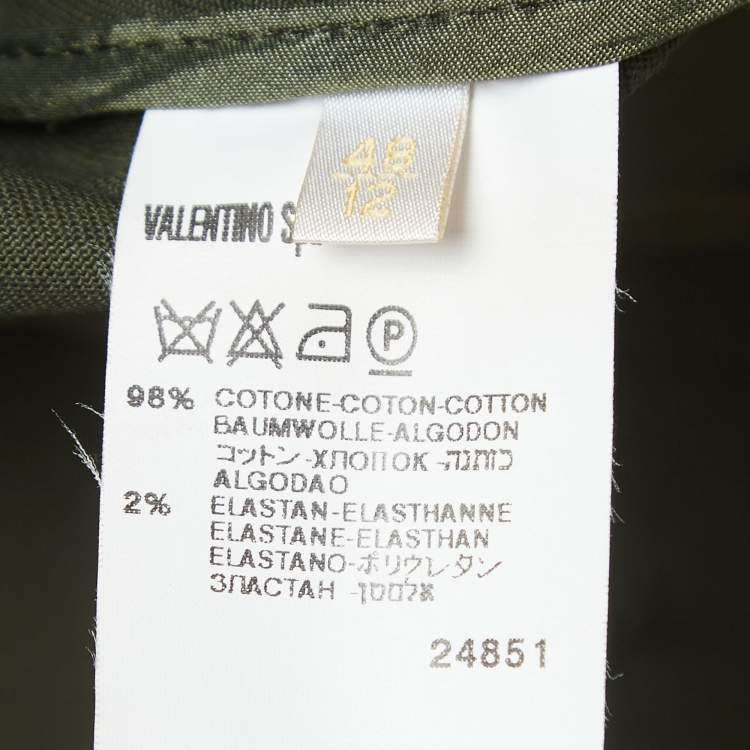 48
12
VALENTINO S
P
98% COTONE-COTON-COTTON
BAUMWOLLE-ALGODON
コットン-ХЛОПОК-כותנה
ALGODAO
2% ELASTAN-ELASTHANNE
ELASTANE-ELASTHAN
ELASTANO-ポリウレタン
ЭЛАСТАН-אלסטן
24851